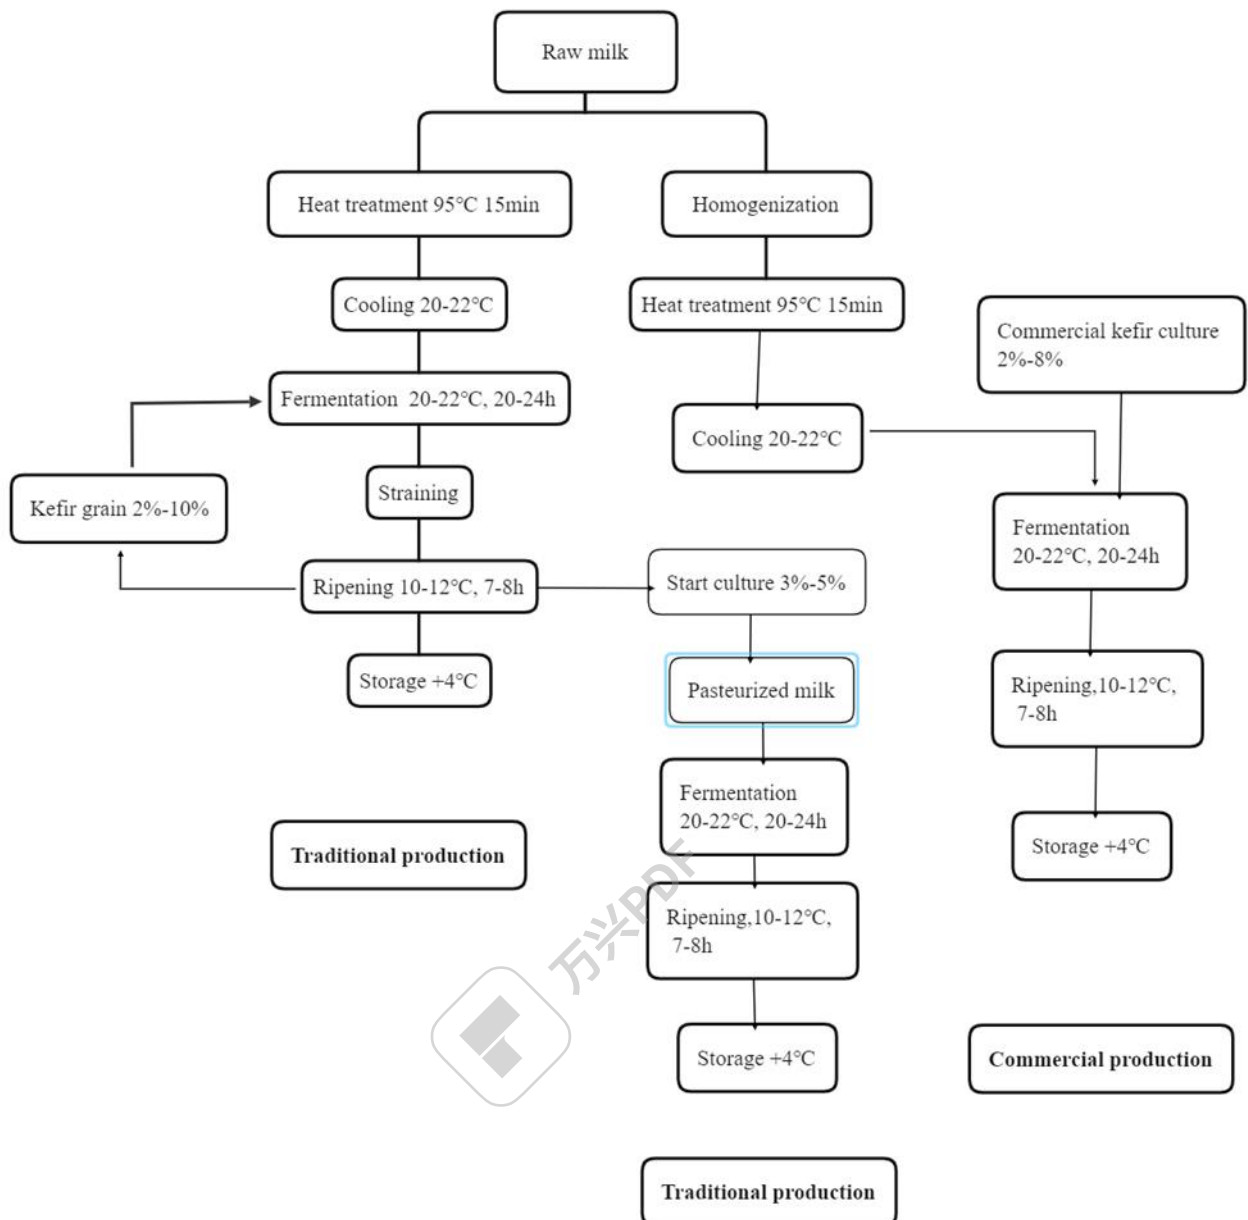 Raw milk
Heat treatment 95℃ 15min
Homogenization
Cooling 20-22℃
Heat treatment 95℃ 15min
Commercial kefir culture
2%-8%
Fermentation 20-22℃, 20-24h
Cooling 20-22℃
Kefir grain 2%-10%
Straining
Fermentation
20-22℃, 20-24h
Ripening 10-12℃, 7-8h
Start culture 3%-5%
Storage +4℃
Pasteurized milk
Ripening,10-12℃,
7-8h
Fermentation
20-22℃, 20-24h
Storage +4℃
Traditional production
Ripening,10-12℃,
7-8h
万兴PDF
Storage +4℃
Commercial production
Traditional production